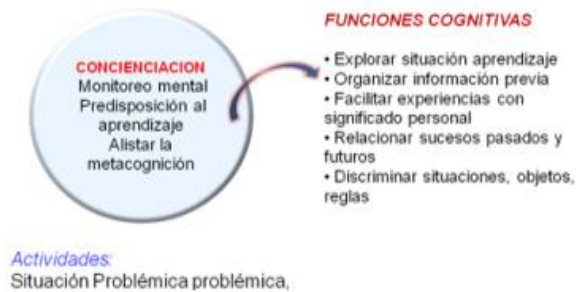 CONCIENCIACION
Monitoreo mental
Predisposición al
aprendizaje
Alistar la
metacognición
FUNCIONES COGNITIVAS
• Explorar situación aprendizaje
• Organizar información previa
• Facilitar experiencias con
significado personal
• Relacionar sucesos pasados y
futuros
• Discriminar situaciones, objetos,
reglas
Actividades:
Situación Problémica problémica,